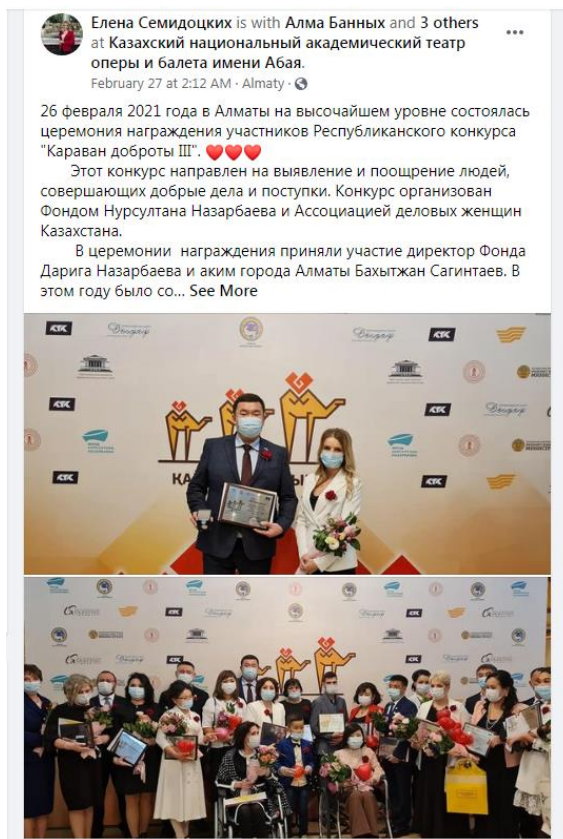 Елена Семидоцких is with Алма Банных and 3 others
at Казахский национальный академический театр
оперы и балета имени Абая.
February 27 at 2:12 AM · Almaty ·
26 февраля 2021 года в Алматы на высочайшем уровне состоялась
церемония награждения участников Республиканского конкурса
"Караван доброты III". ❤️❤️❤️
Этот конкурс направлен на выявление и поощрение людей,
совершающих добрые дела и поступки. Конкурс организован
Фондом Нурсултана Назарбаева и Ассоциацией деловых женщин
Казахстана.
В церемонии награждения приняли участие директор Фонда
Дарига Назарбаева и аким города Алматы Бахытжан Сагинтаев. В
этом году было со... See More
КТК
КТК
КТК
КТК
КТК
КТК